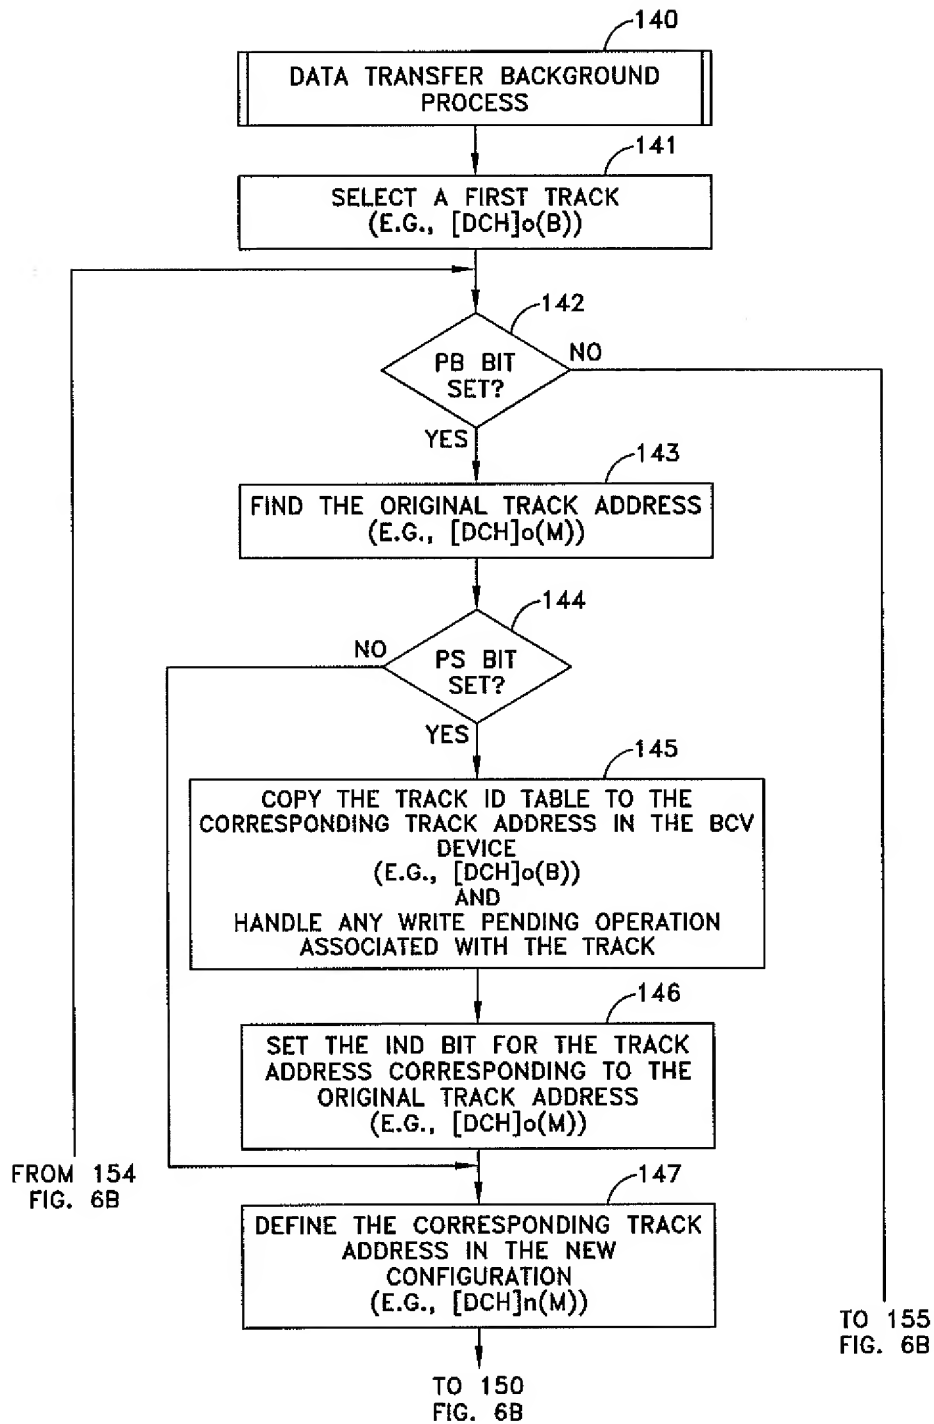 140
DATA TRANSFER BACKGROUND
PROCESS
141
SELECT A FIRST TRACK
(E.G., [DCH]o(B))
142
PB BIT
SET?
NO
YES
143
FIND THE ORIGINAL TRACK ADDRESS
(E.G., [DCH]o(M))
144
NO
PS BIT
SET?
YES
145
COPY THE TRACK ID TABLE TO THE
CORRESPONDING TRACK ADDRESS IN THE BCV
DEVICE
(E.G., [DCH]o(B))
AND
HANDLE ANY WRITE PENDING OPERATION
ASSOCIATED WITH THE TRACK
146
SET THE IND BIT FOR THE TRACK
ADDRESS CORRESPONDING TO THE
ORIGINAL TRACK ADDRESS
(E.G., [DCH]o(M))
FROM 154
FIG. 6B
147
DEFINE THE CORRESPONDING TRACK
ADDRESS IN THE NEW
CONFIGURATION
(E.G., [DCH]n(M))
TO 155
FIG. 6B
TO 150
FIG. 6B